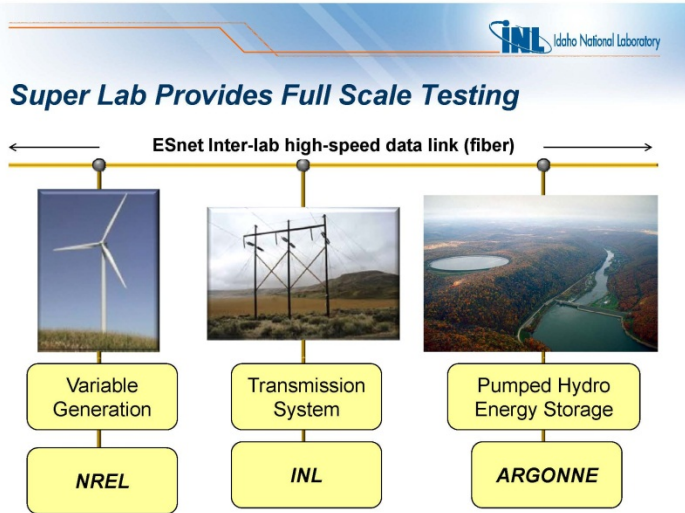 INL Idaho National Laboratory
Super Lab Provides Full Scale Testing
ESnet Inter-lab high-speed data link (fiber)
Variable
Generation
Transmission
System
Pumped Hydro
Energy Storage
NREL
INL
ARGONNE